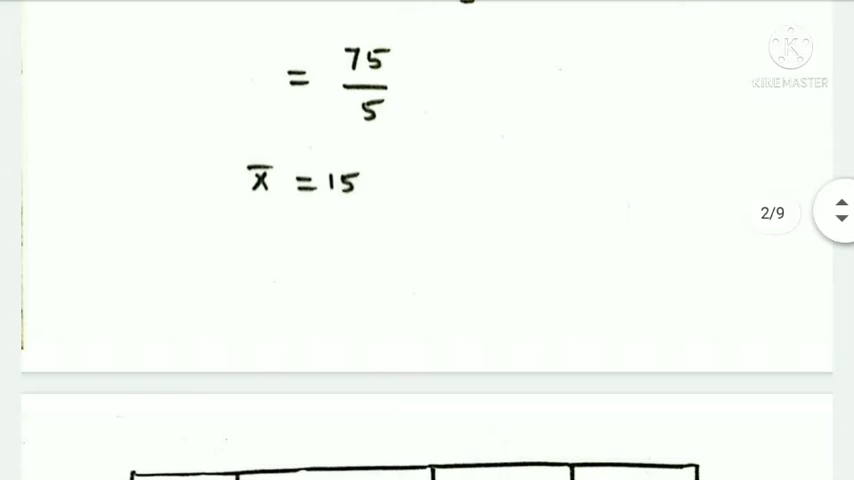 = 75/5
x̄ = 15
KINEMASTER
2/9